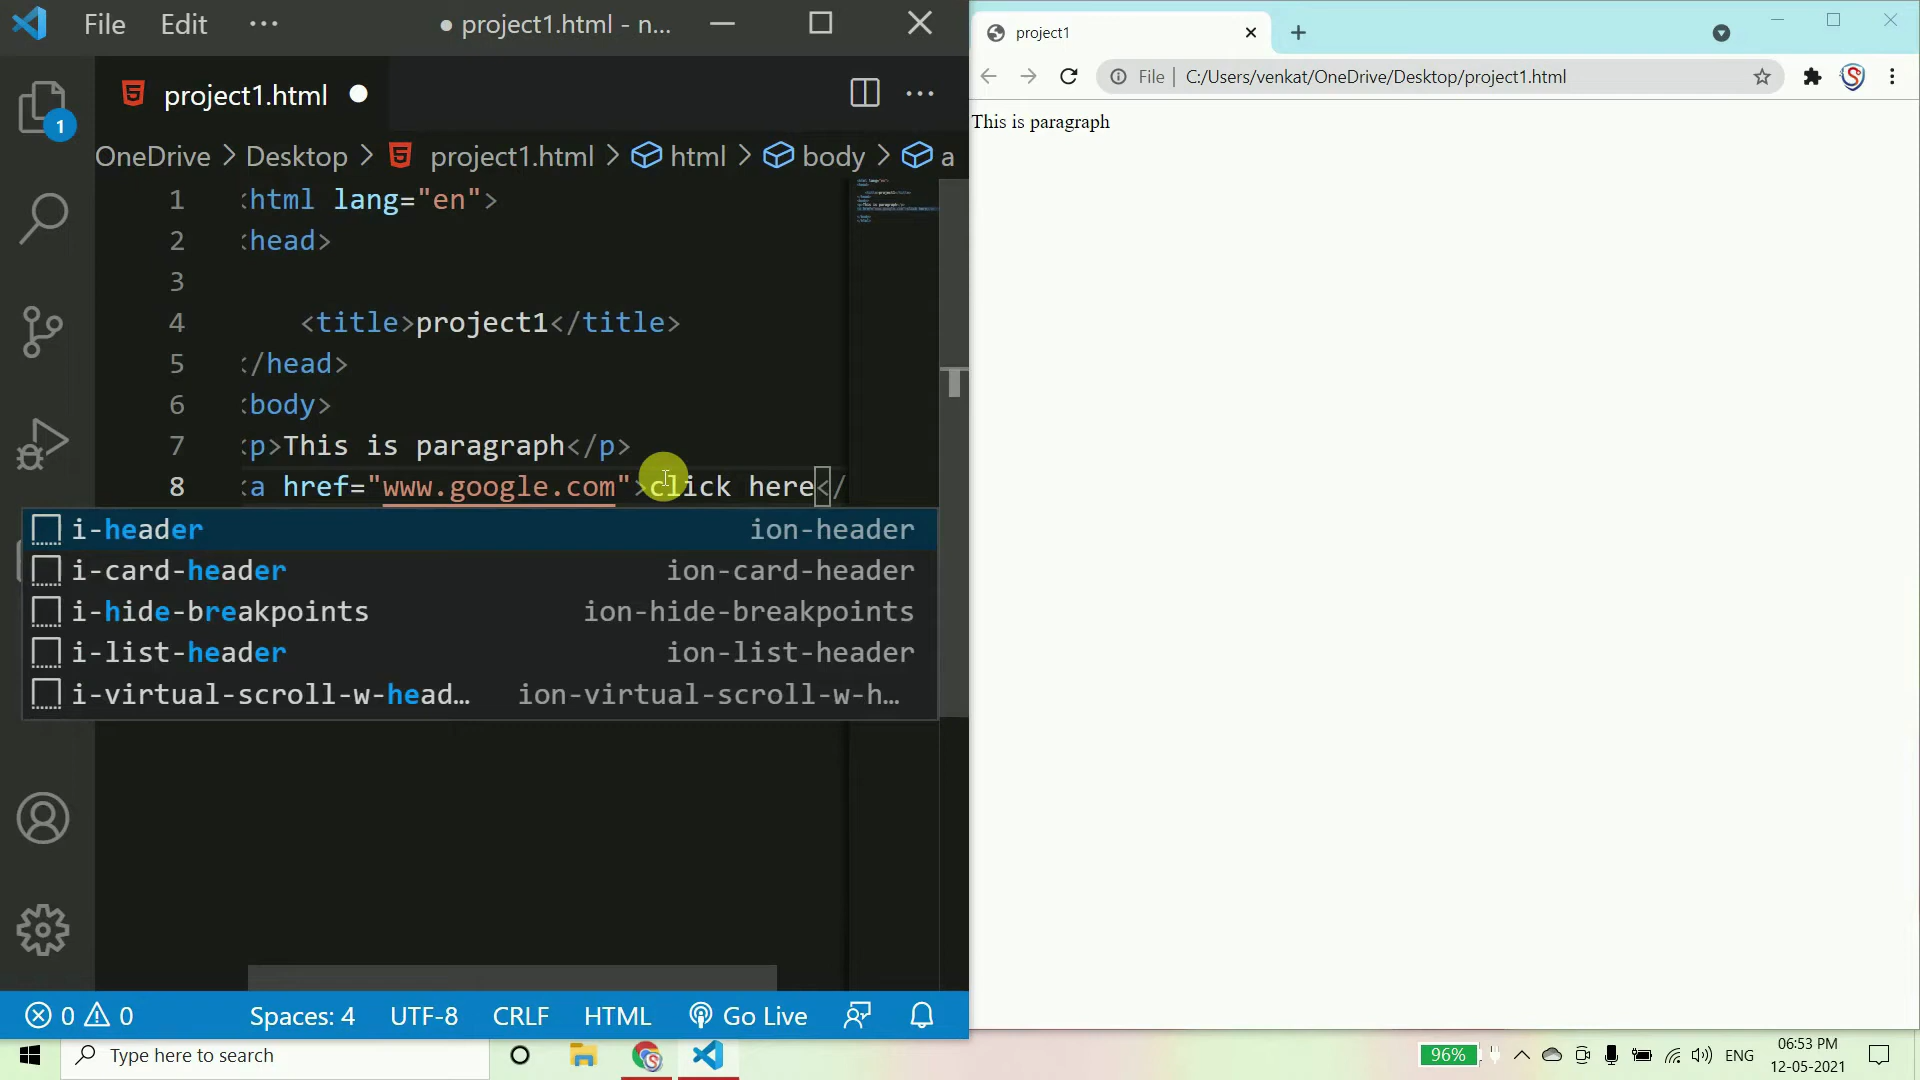 File Edit ··· ● project1.html - n...
project1.html
1
OneDrive > Desktop > project1.html > html > body > a
1 <html lang="en">
2 <head>
3
4 <title>project1</title>
5 </head>
6 <body>
7 <p>This is paragraph</p>
8 <a href="www.google.com">click here</
i-header ion-header
i-card-header ion-card-header
i-hide-breakpoints ion-hide-breakpoints
i-list-header ion-list-header
i-virtual-scroll-w-head… ion-virtual-scroll-w-h…
0 0 Spaces: 4 UTF-8 CRLF HTML Go Live
project1
File | C:/Users/venkat/OneDrive/Desktop/project1.html
This is paragraph
Type here to search
96% ENG 06:53 PM
12-05-2021